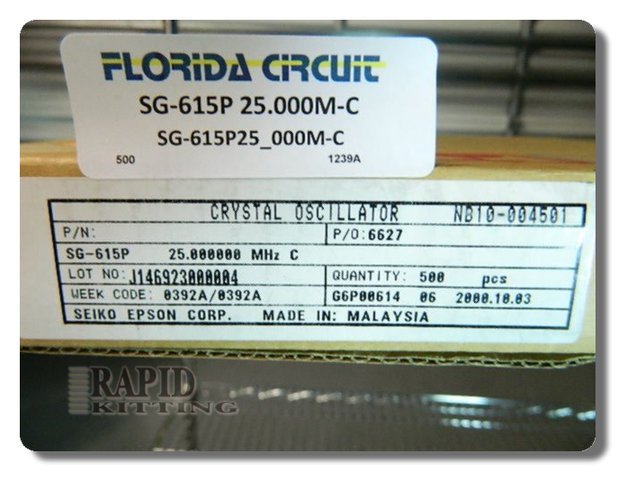 FLORIDA CIRCUIT
SG-615P 25.000M-C
SG-615P25_000M-C
500 1239A
CRYSTAL OSCILLATOR NB10-004501
P/N: P/O:6627
SG-615P 25.000000 MHz C
LOT NO:J146923000004 QUANTITY: 500 pcs
WEEK CODE: 0392A/0392A G6P00614 06 2000.10.03
SEIKO EPSON CORP. MADE IN: MALAYSIA
RAPID
KITTING